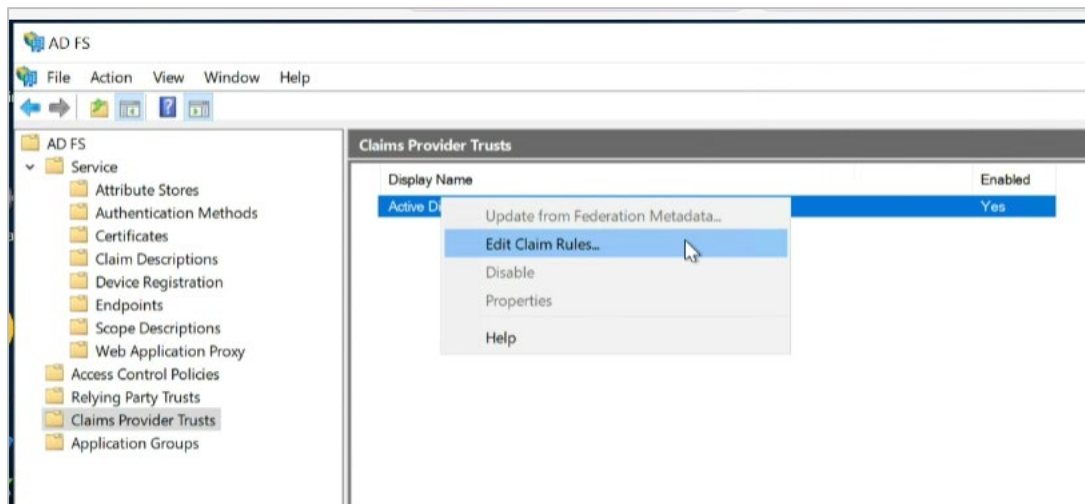 AD FS
File Action View Window Help
AD FS
Service
Attribute Stores
Authentication Methods
Certificates
Claim Descriptions
Device Registration
Endpoints
Scope Descriptions
Web Application Proxy
Access Control Policies
Relying Party Trusts
Claims Provider Trusts
Application Groups
Claims Provider Trusts
Display Name Enabled
Active Di Yes
Update from Federation Metadata...
Edit Claim Rules...
Disable
Properties
Help